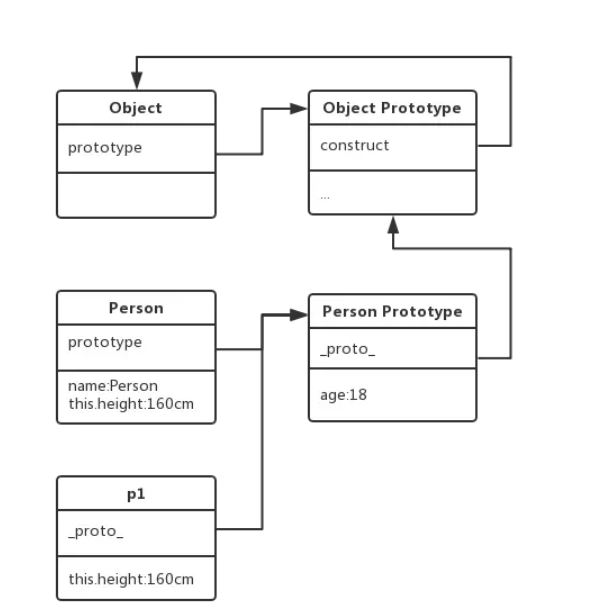 Object
prototype
Object Prototype
construct
...
Person
prototype
name:Person
this.height:160cm
Person Prototype
_proto_
age:18
p1
_proto_
this.height:160cm